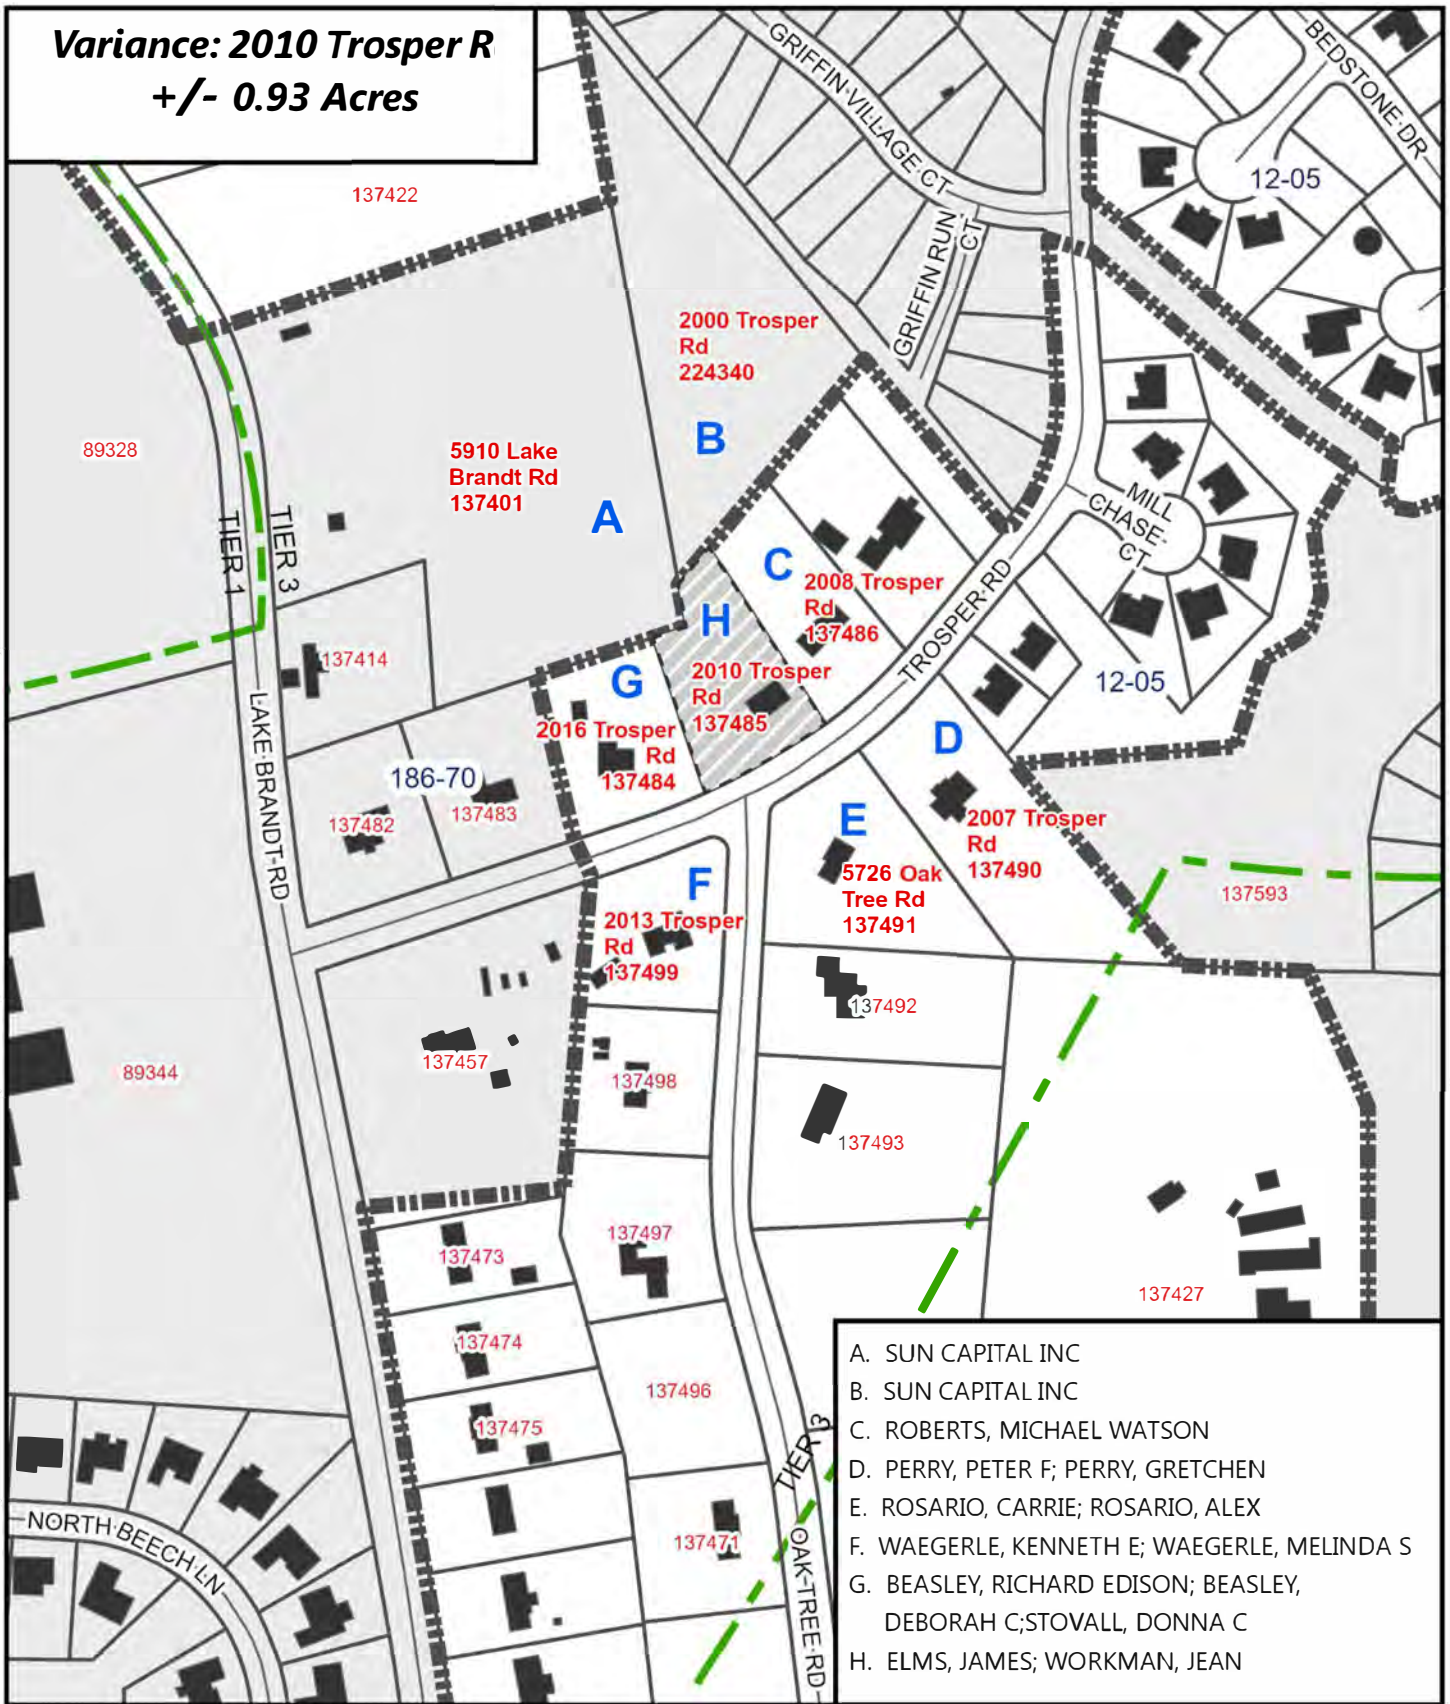 Variance: 2010 Trosper R
+/- 0.93 Acres
GRIFFIN VILLAGE CT
BEDSTONE DR
12-05
137422
GRIFFIN RUN
CT
2000 Trosper
Rd
224340
B
89328
5910 Lake
Brandt Rd
137401
A
TIER 1
TIER 3
MILL
CHASE
CT
C
2008 Trosper
Rd
137486
TROSPER RD
H
2010 Trosper
Rd
137485
137414
G
2016 Trosper
Rd
137484
12-05
LAKE BRANDT RD
186-70
137482
137483
D
2007 Trosper
Rd
137490
E
5726 Oak
Tree Rd
137491
F
2013 Trosper
Rd
137499
137593
137492
89344
137457
137498
137493
137497
137473
137427
137474
137496
137475
TIER 3
137471
NORTH BEECH LN
OAK TREE RD
A. SUN CAPITAL INC
B. SUN CAPITAL INC
C. ROBERTS, MICHAEL WATSON
D. PERRY, PETER F; PERRY, GRETCHEN
E. ROSARIO, CARRIE; ROSARIO, ALEX
F. WAEGERLE, KENNETH E; WAEGERLE, MELINDA S
G. BEASLEY, RICHARD EDISON; BEASLEY,
DEBORAH C;STOVALL, DONNA C
H. ELMS, JAMES; WORKMAN, JEAN